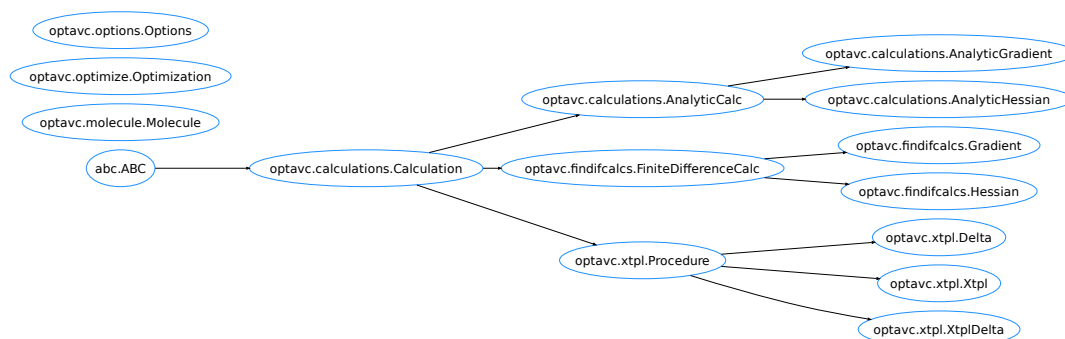 optavc.options.Options
optavc.optimize.Optimization
optavc.molecule.Molecule
abc.ABC
optavc.calculations.Calculation
optavc.calculations.AnalyticCalc
optavc.findifcalcs.FiniteDifferenceCalc
optavc.xtpl.Procedure
optavc.calculations.AnalyticGradient
optavc.calculations.AnalyticHessian
optavc.findifcalcs.Gradient
optavc.findifcalcs.Hessian
optavc.xtpl.Delta
optavc.xtpl.Xtpl
optavc.xtpl.XtplDelta